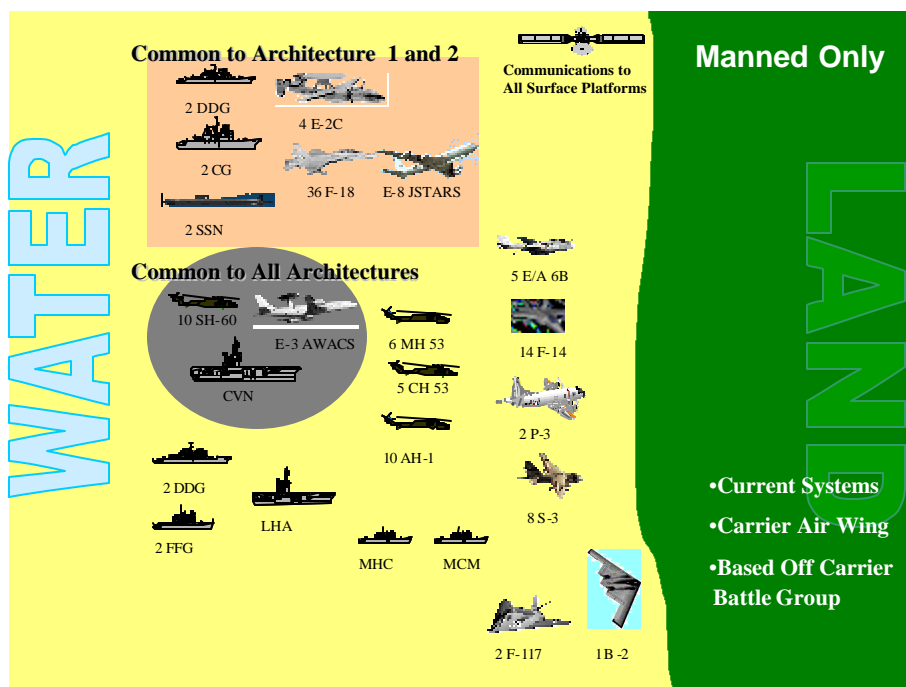 Common to Architecture 1 and 2
Communications to
All Surface Platforms
Manned Only
2 DDG
4 E-2C
2 CG
36 F-18
E-8 JSTARS
2 SSN
WATER
LAND
5 E/A 6B
Common to All Architectures
10 SH-60
E-3 AWACS
6 MH 53
14 F-14
CVN
5 CH 53
2 P-3
10 AH-1
2 DDG
LHA
8 S-3
2 FFG
MHC
MCM
•Current Systems
•Carrier Air Wing
•Based Off Carrier
Battle Group
2 F-117
1B-2